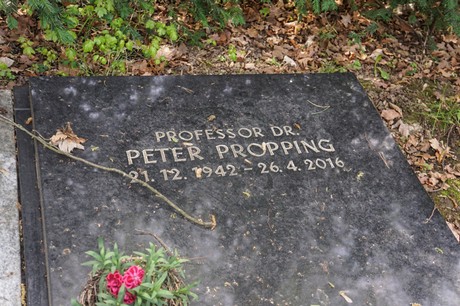 PROFESSOR DR.
PETER PROPPING
21.12.1942 - 26.4.2016